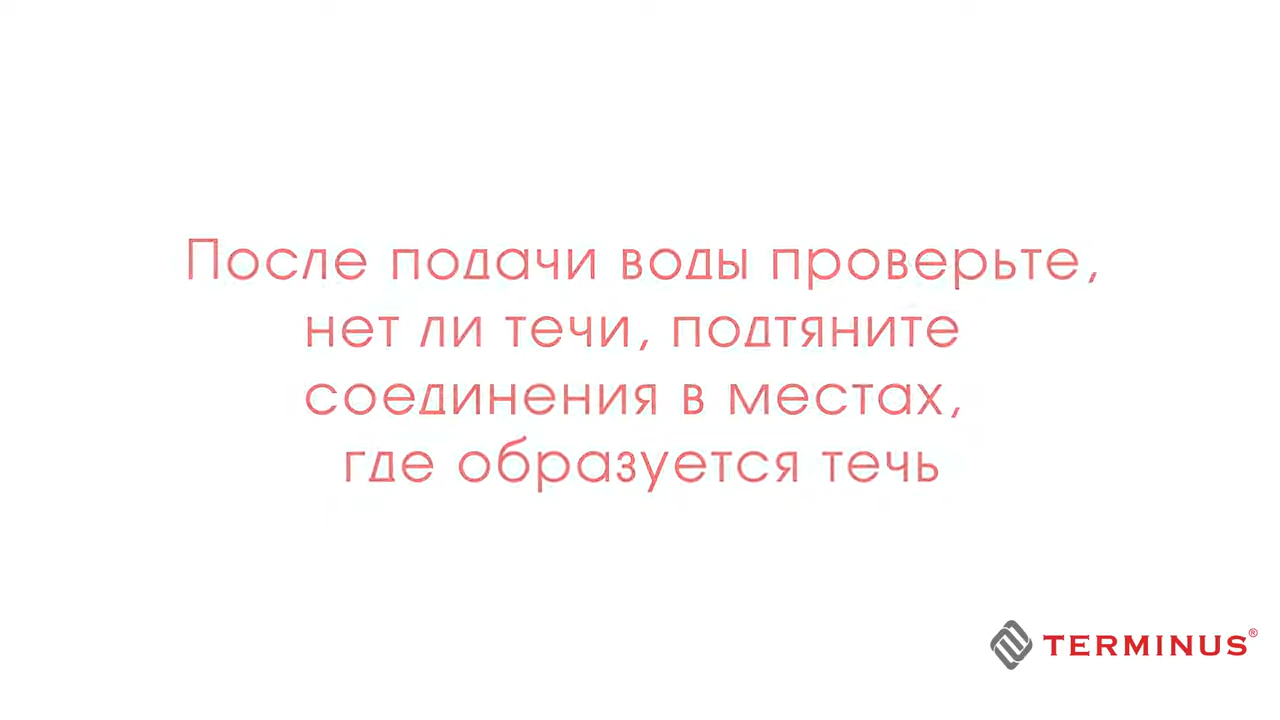 После подачи воды проверьте,
нет ли течи, подтяните
соединения в местах,
где образуется течь
TERMINUS®